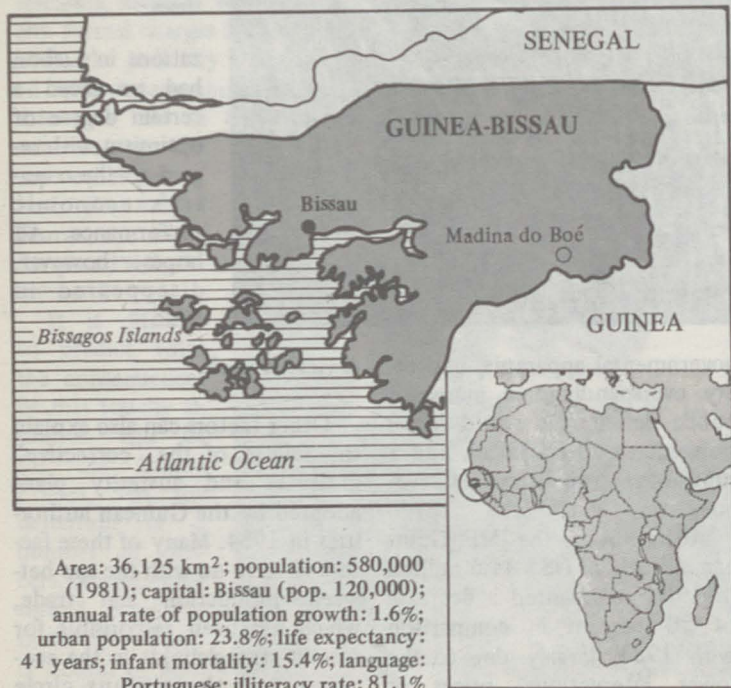 SENEGAL
GUINEA-BISSAU
Bissau
Madina do Boé
GUINEA
Bissagos Islands
Atlantic Ocean
Area: 36,125 km²; population: 580,000
(1981); capital: Bissau (pop. 120,000);
annual rate of population growth: 1.6%;
urban population: 23.8%; life expectancy:
41 years; infant mortality: 15.4%; language:
Portuguese; illiteracy rate: 81.1%